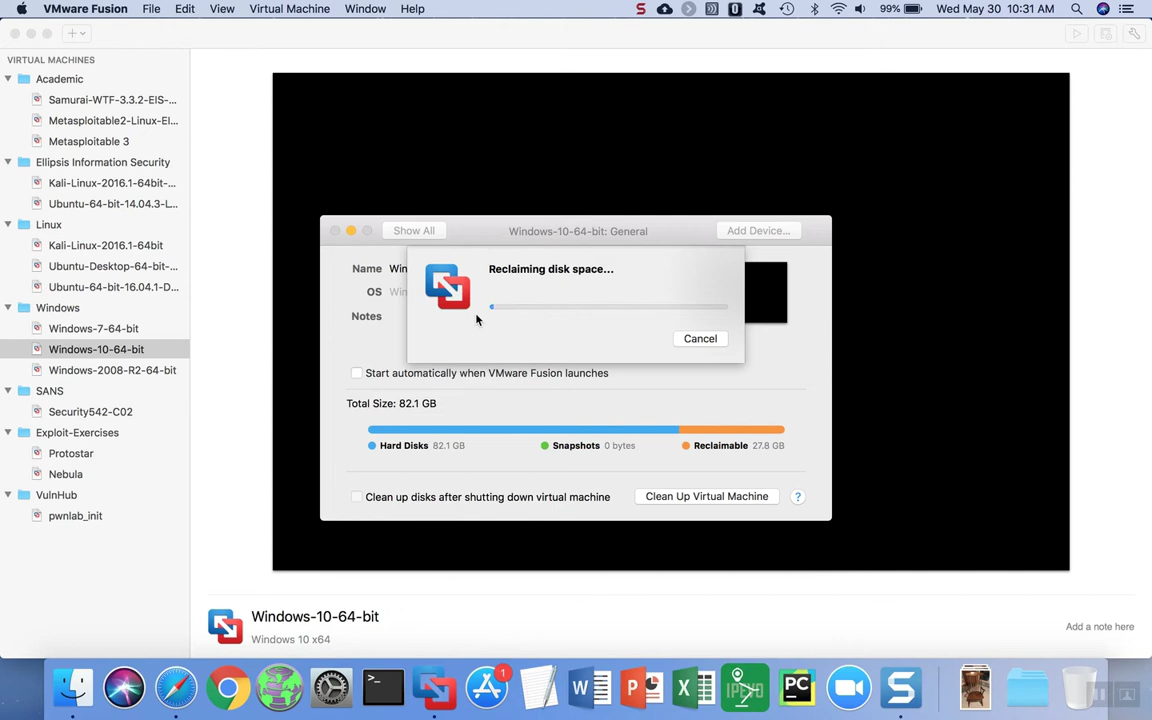 VMware Fusion File Edit View Virtual Machine Window Help 99% Wed May 30 10:31 AM
VIRTUAL MACHINES
Academic
Samurai-WTF-3.3.2-EIS-...
Metasploitable2-Linux-EI...
Metasploitable 3
Ellipsis Information Security
Kali-Linux-2016.1-64bit-...
Ubuntu-64-bit-14.04.3-L...
Linux
Kali-Linux-2016.1-64bit
Ubuntu-Desktop-64-bit-...
Ubuntu-64-bit-16.04.1-D...
Windows
Windows-7-64-bit
Windows-10-64-bit
Windows-2008-R2-64-bit
SANS
Security542-C02
Exploit-Exercises
Protostar
Nebula
VulnHub
pwnlab_init
Show All Windows-10-64-bit: General Add Device...
Name Win
OS Win
Notes
Reclaiming disk space...
Cancel
Start automatically when VMware Fusion launches
Total Size: 82.1 GB
Hard Disks 82.1 GB Snapshots 0 bytes Reclaimable 27.8 GB
Clean up disks after shutting down virtual machine Clean Up Virtual Machine ?
Windows-10-64-bit
Windows 10 x64
Add a note here
1
W P X IPEVO PC S